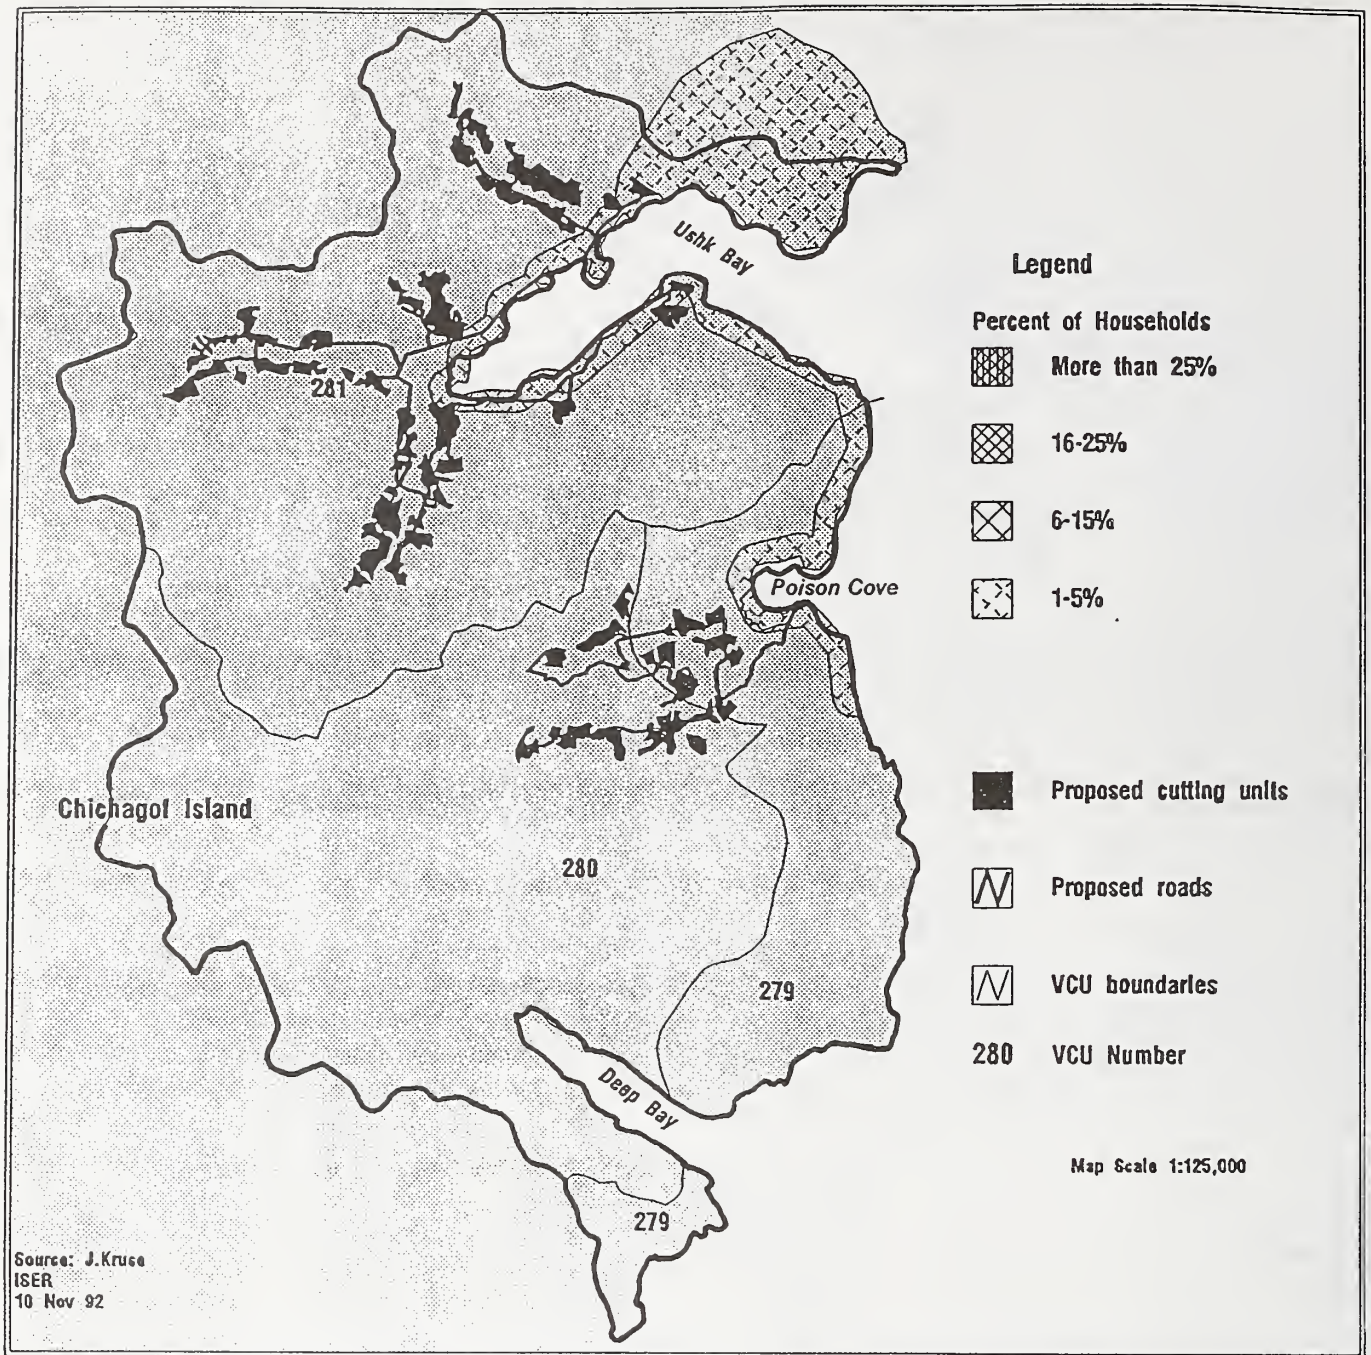 Ushk Bay
281
Poison Cove
Chichagof Island
280
279
Deep Bay
279
Source: J.Kruse
ISER
10 Nov 92
Legend
Percent of Households
More than 25%
16-25%
6-15%
1-5%
Proposed cutting units
Proposed roads
VCU boundaries
280 VCU Number
Map Scale 1:125,000